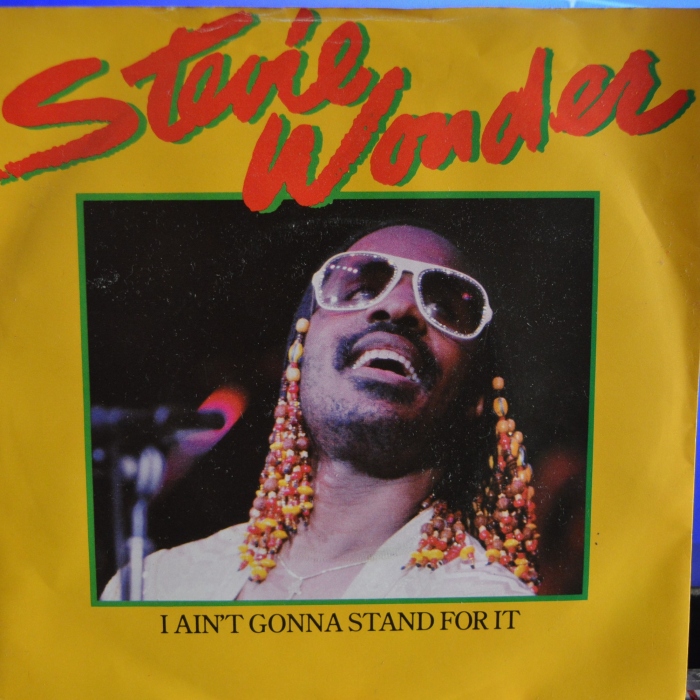 Stevie
Wonder
I AIN'T GONNA STAND FOR IT